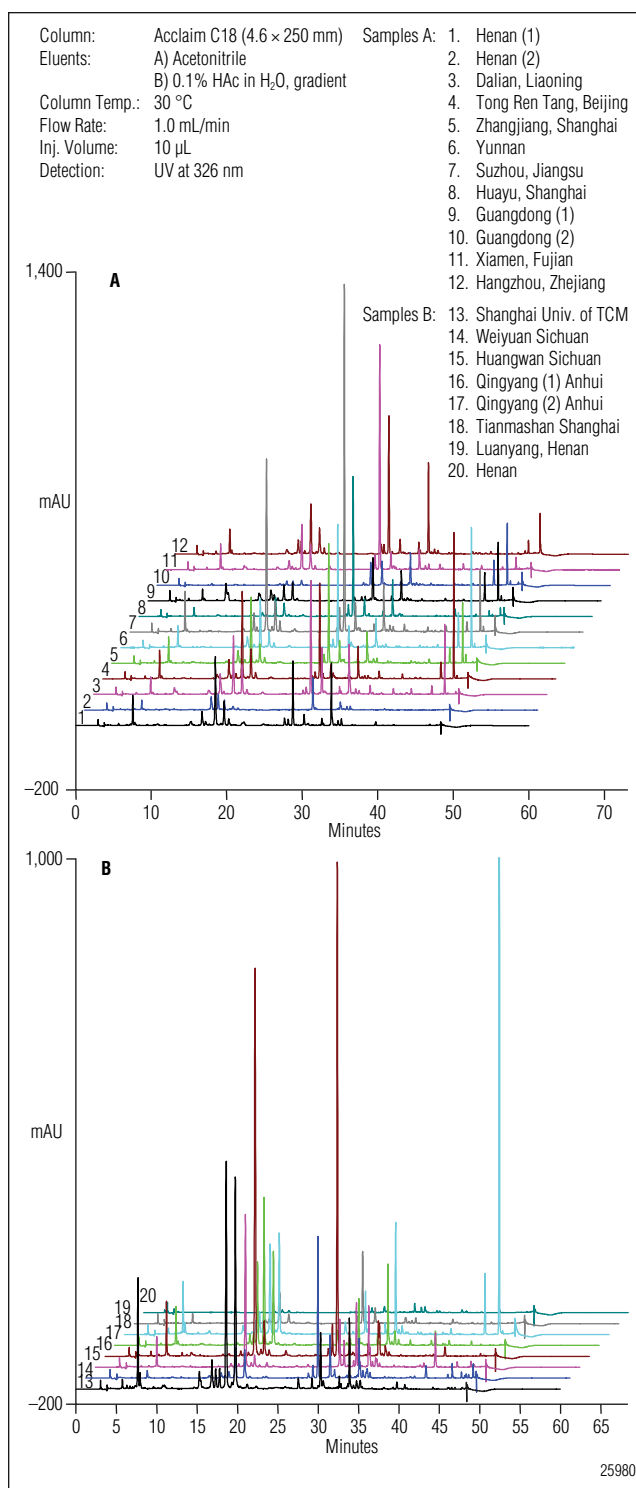 Column: Acclaim C18 (4.6 × 250 mm)
Eluents: A) Acetonitrile
B) 0.1% HAc in H₂O, gradient
Column Temp.: 30 °C
Flow Rate: 1.0 mL/min
Inj. Volume: 10 µL
Detection: UV at 326 nm
Samples A: 1. Henan (1)
2. Henan (2)
3. Dalian, Liaoning
4. Tong Ren Tang, Beijing
5. Zhangjiang, Shanghai
6. Yunnan
7. Suzhou, Jiangsu
8. Huayu, Shanghai
9. Guangdong (1)
10. Guangdong (2)
11. Xiamen, Fujian
12. Hangzhou, Zhejiang
Samples B: 13. Shanghai Univ. of TCM
14. Weiyuan Sichuan
15. Huangwan Sichuan
16. Qingyang (1) Anhui
17. Qingyang (2) Anhui
18. Tianmashan Shanghai
19. Luanyang, Henan
20. Henan
1,400
A
mAU
12
11
10
9
8
7
6
5
4
3
2
1
–200
0 10 20 30 40 50 60 70
Minutes
1,000
B
mAU
20
19
18
17
16
15
14
13
–200
0 5 10 15 20 25 30 35 40 45 50 55 60 65
Minutes
25980